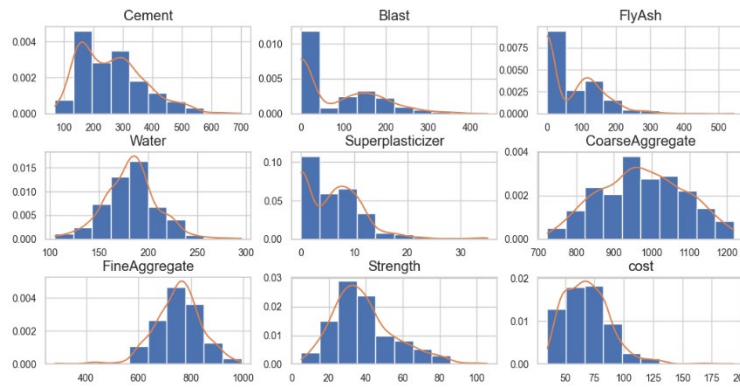 Cement Blast FlyAsh
0.004 0.010 0.0075
0.002 0.005 0.0050
0.0025
0.000 0.000 0.000
100 200 300 400 500 600 700 0 100 200 300 400 0 100 200 300 400 500
Water Superplasticizer CoarseAggregate
0.015 0.10 0.004
0.010 0.05 0.002
0.005
0.000 0.00 0.000
100 150 200 250 300 0 10 20 30 700 800 900 1000 1100 1200
FineAggregate Strength cost
0.004 0.03 0.02
0.002 0.02 0.01
0.01
0.000 0.00 0.00
400 600 800 1000 0 20 40 60 80 100 50 75 100 125 150 175